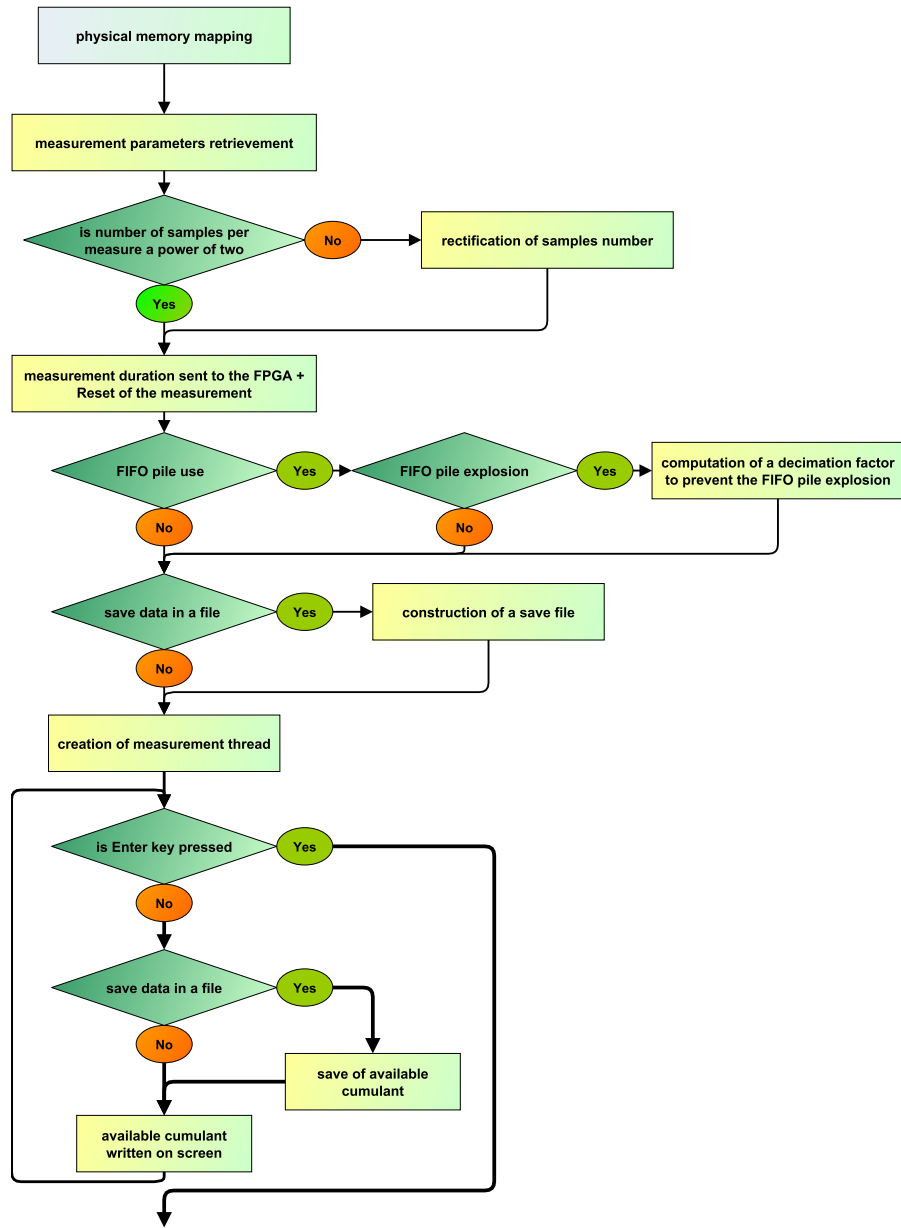 physical memory mapping
measurement parameters retrievement
is number of samples per
measure a power of two
No
rectification of samples number
Yes
measurement duration sent to the FPGA +
Reset of the measurement
FIFO pile use
Yes
FIFO pile explosion
Yes
computation of a decimation factor
to prevent the FIFO pile explosion
No
No
save data in a file
Yes
construction of a save file
No
creation of measurement thread
is Enter key pressed
Yes
No
save data in a file
Yes
No
save of available
cumulant
available cumulant
written on screen